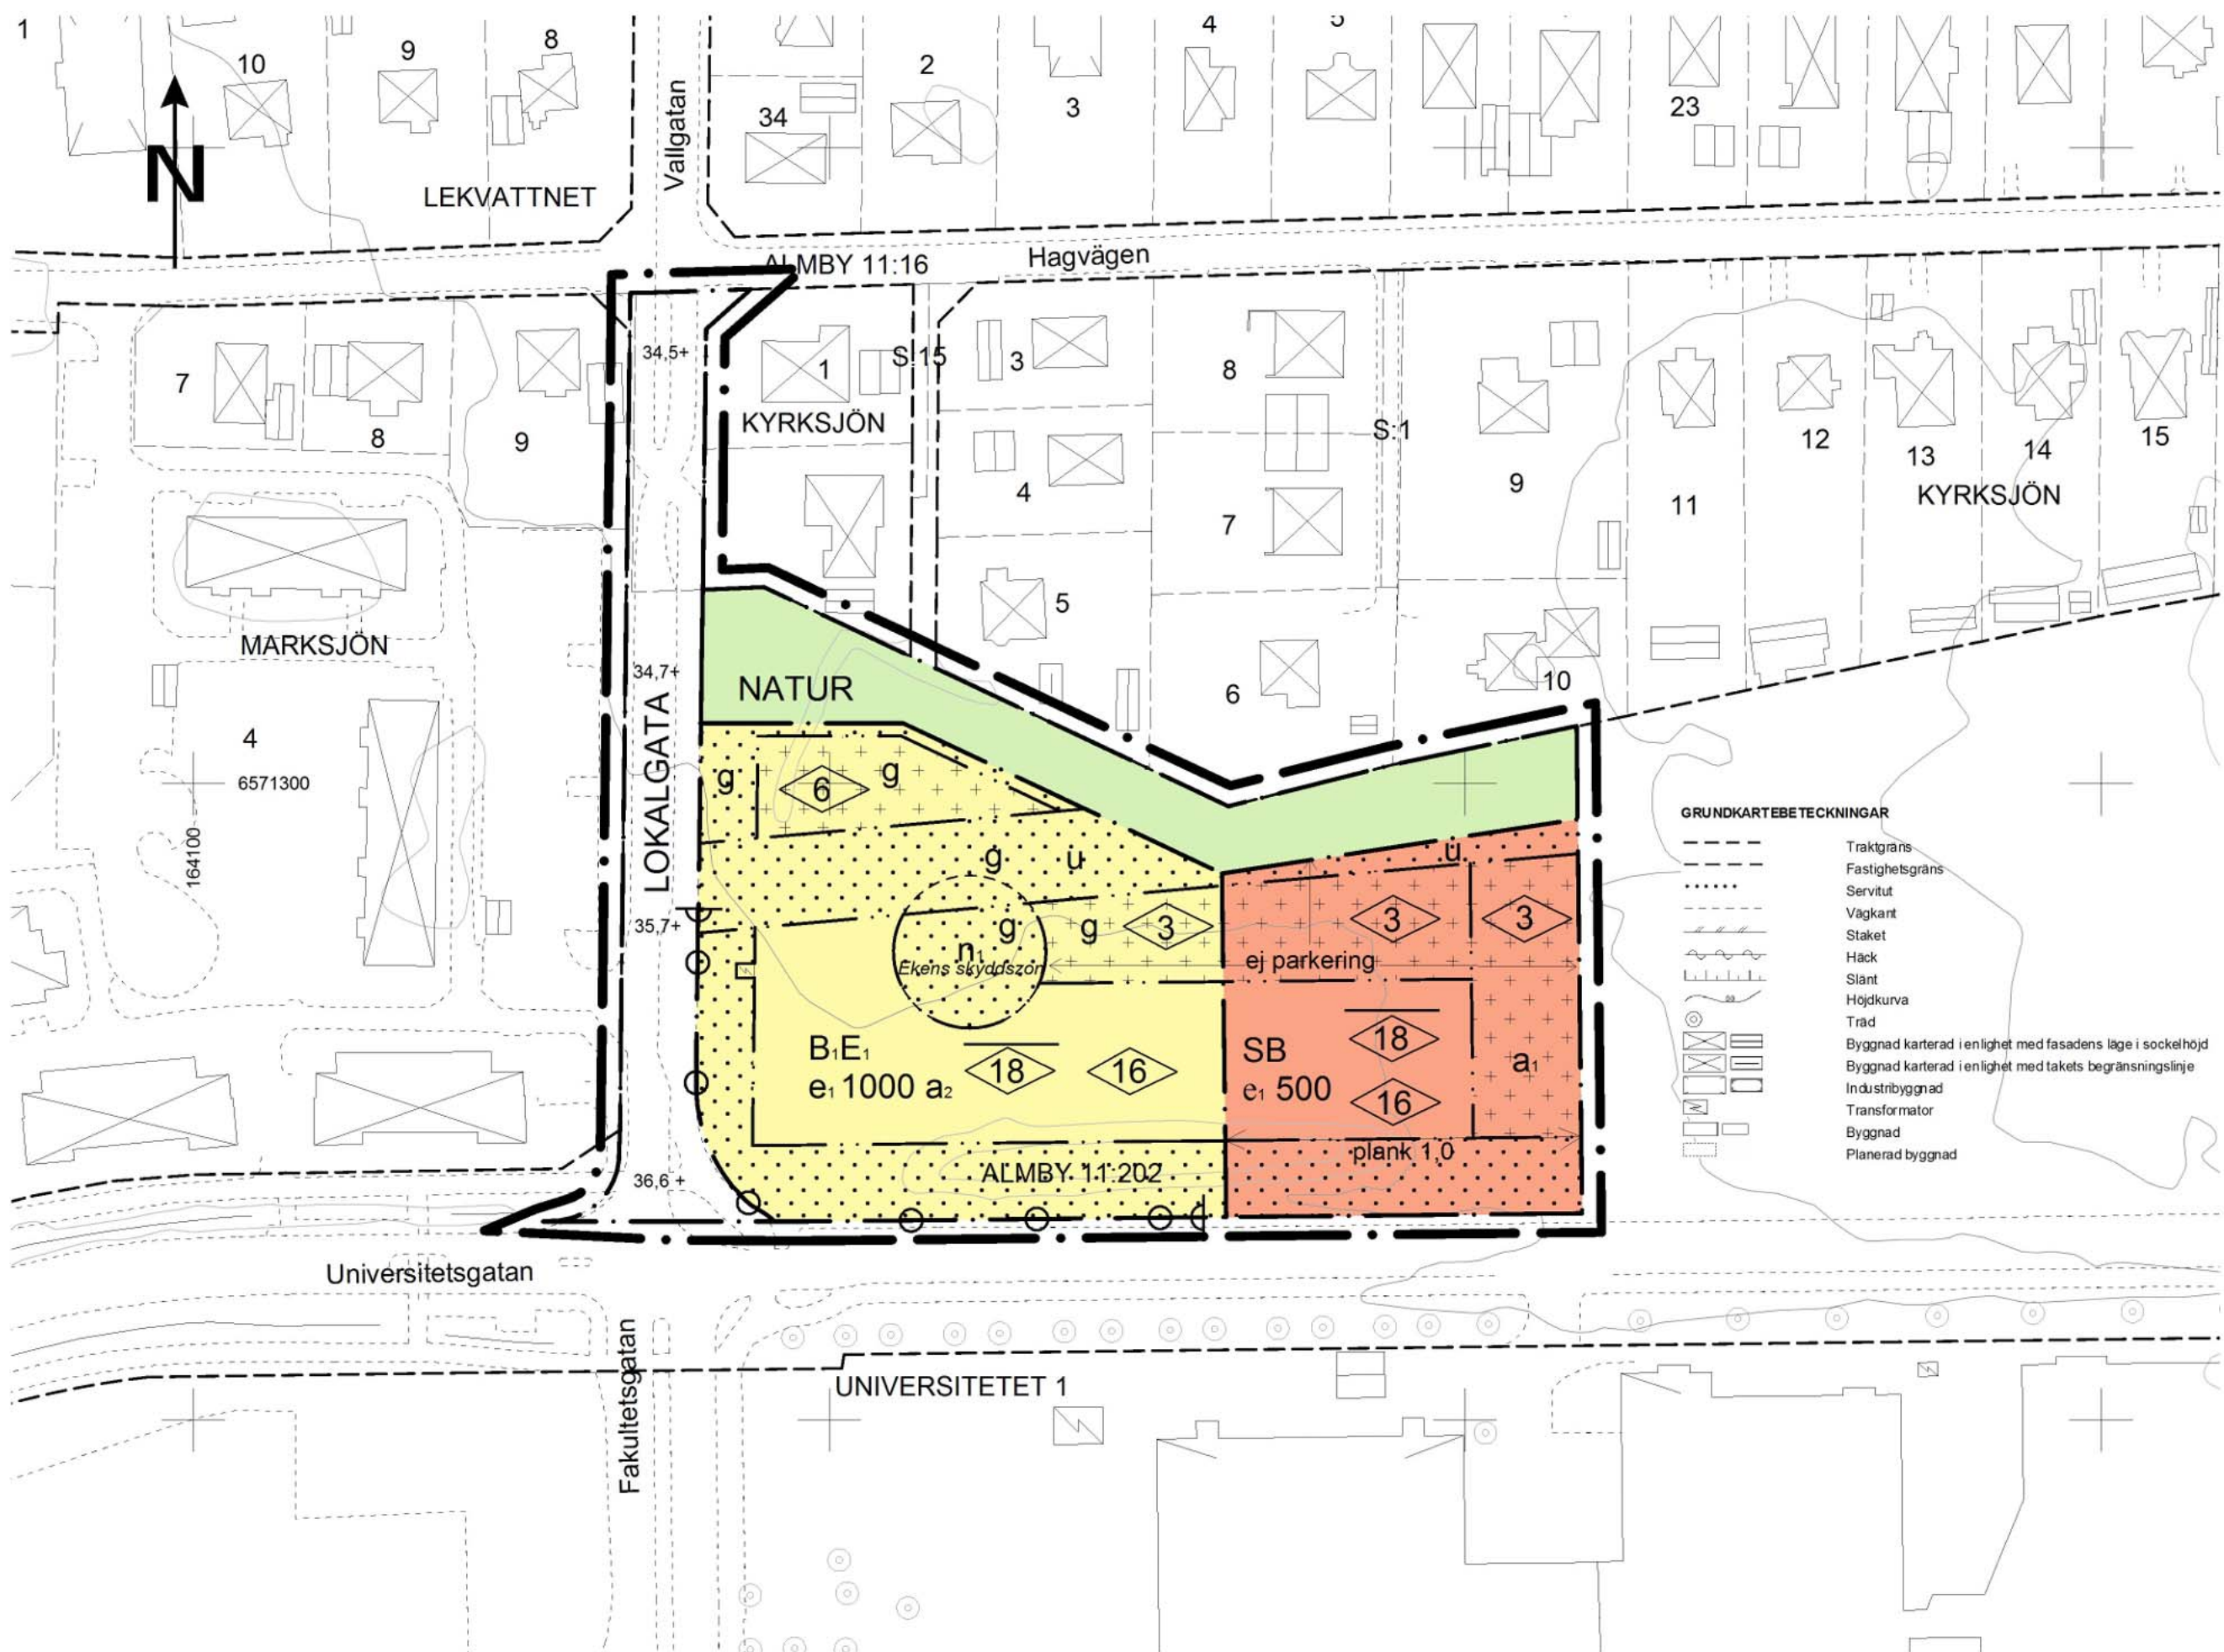 1
10
9
8
N
LEKVATTNET
Vallgatan
34
2
3
4
5
23
ALMBY 11:16
Hagvägen
7
8
9
34,5+
1
S:15
KYRKSJÖN
3
4
5
8
7
6
S:1
9
10
11
12
13
14
15
KYRKSJÖN
MARKSJÖN
4
6571300
164100
34,7+
LOKALGATA
35,7+
36,6 +
NATUR
g
6
g
g
u
g
n1
Ekens skyddszon
g
3
B1E1
e1 1000 a2
18
16
ALMBY 11:202
u
3
3
ej parkering
SB
e1 500
18
16
a1
plank 1,0
GRUNDKARTEBETECKNINGAR
Traktgräns
Fastighetsgräns
Servitut
Vägkant
Staket
Häck
Slänt
Höjdkurva
Träd
Byggnad karterad i enlighet med fasadens läge i sockelhöjd
Byggnad karterad i enlighet med takets begränsningslinje
Industribyggnad
Transformator
Byggnad
Planerad byggnad
Universitetsgatan
Fakultetsgatan
UNIVERSITETET 1